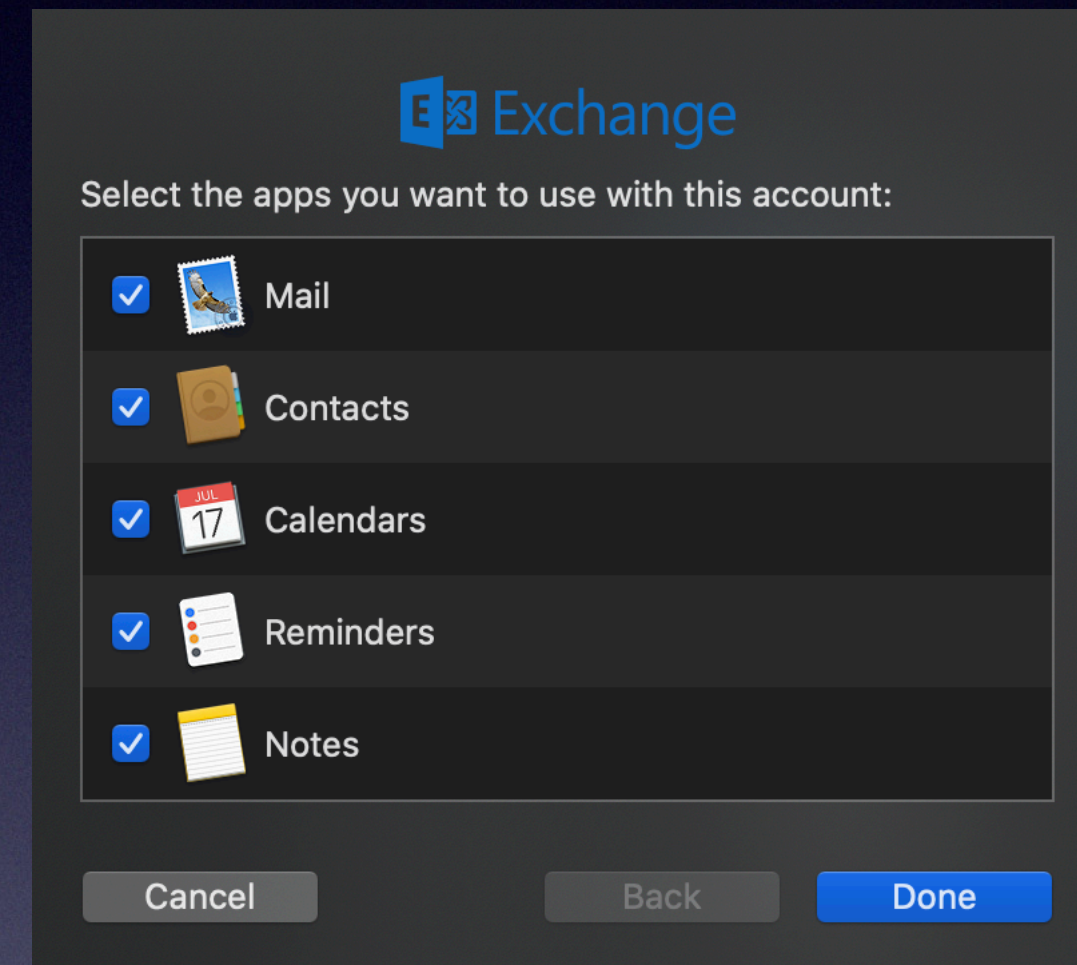 E Exchange
Select the apps you want to use with this account:
Mail
Contacts
JUL
17
Calendars
Reminders
Notes
Cancel
Back
Done